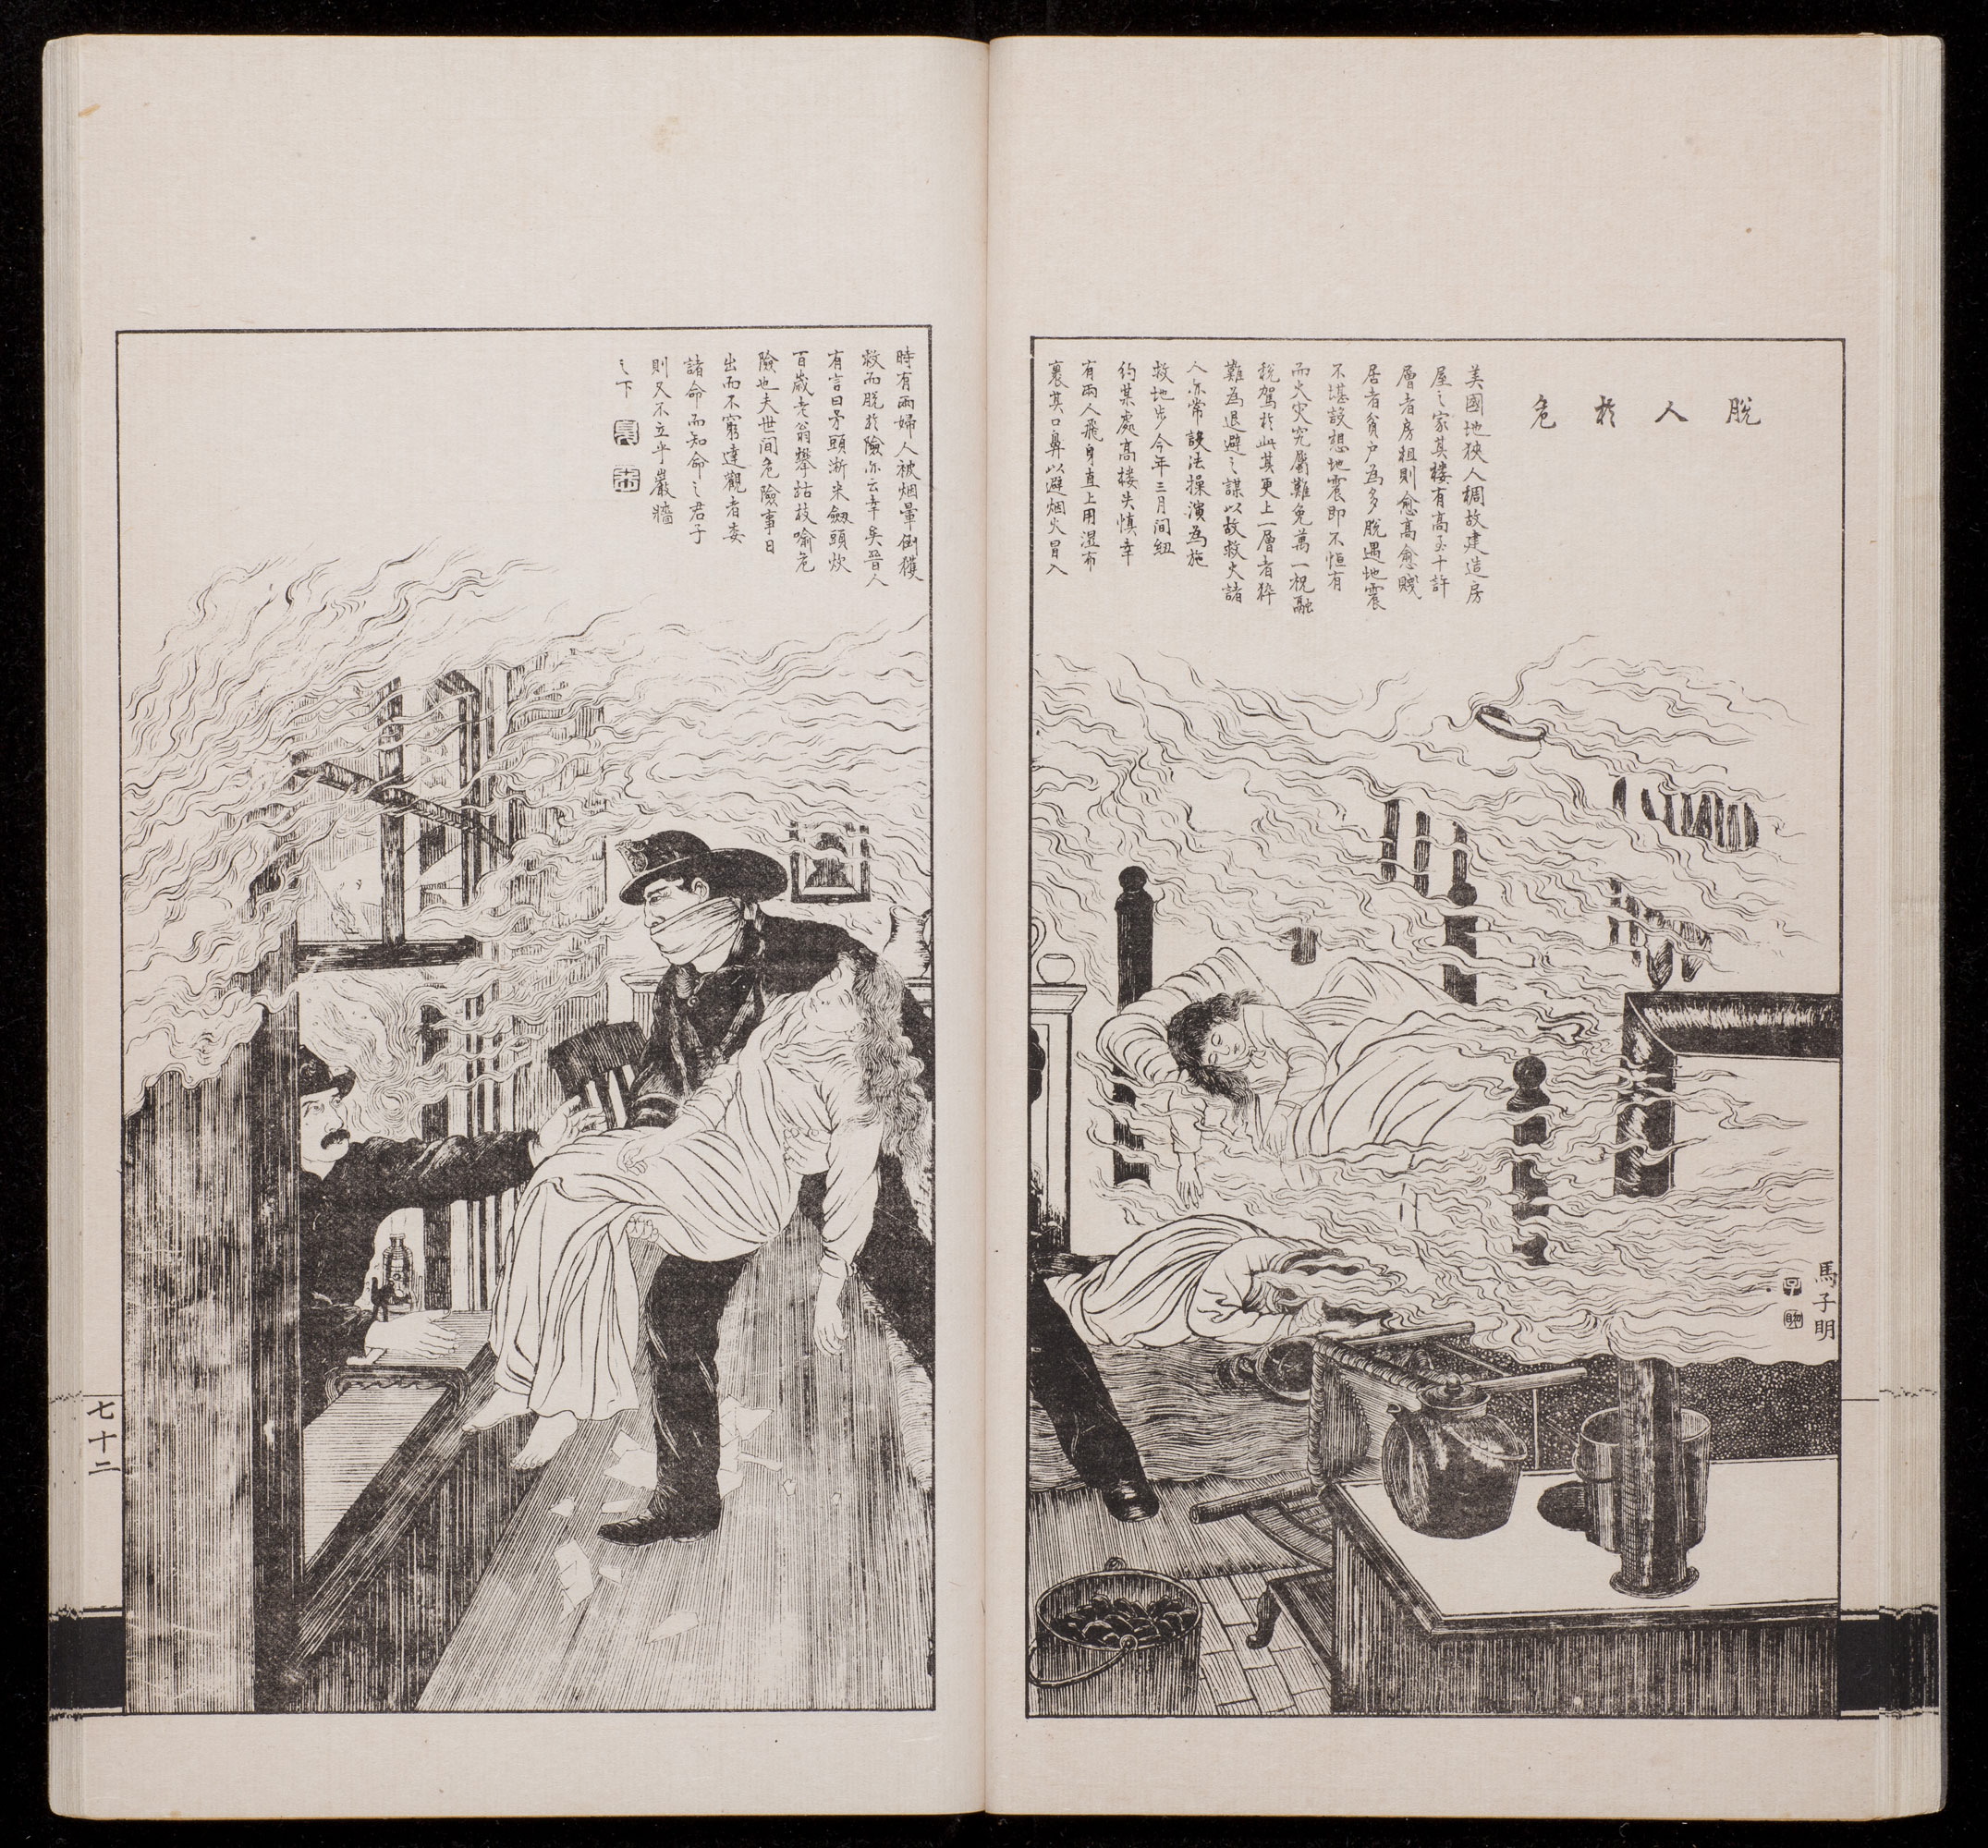 脫人於危
美國地狹人稠故建造房
屋之家其樓有高至十許
層者房租則愈高愈賤
居者貧戶為多脫遇地震
不堪設想地震即不恒有
而火灾究屬難免萬一祝融
稅駕於此其更上一層者猝
難為退避之謀以故救火諸
人亦常設法操演為施
救地步今年三月间紐
约某處高樓失慎幸
有兩人飛身直上用湿布
裹其口鼻以避烟火冒入
馬子明
子
明
時有兩婦人被烟暈倒獲
救而脫於險亦云幸矣晉人
有言曰矛頭淅米劔頭炊
百歲老翁攀枯枝喻危
險也夫世间危險事日
出而不窮達觀者委
諸命而知命之君子
則又不立乎巖牆
之下
七十二